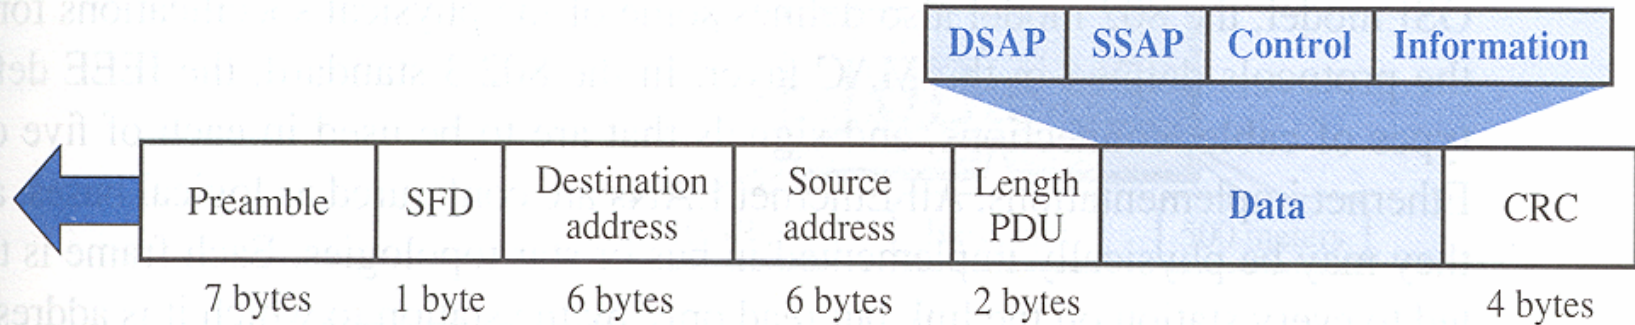 DSAP SSAP Control Information
Preamble SFD Destination address Source address Length PDU Data CRC
7 bytes 1 byte 6 bytes 6 bytes 2 bytes 4 bytes